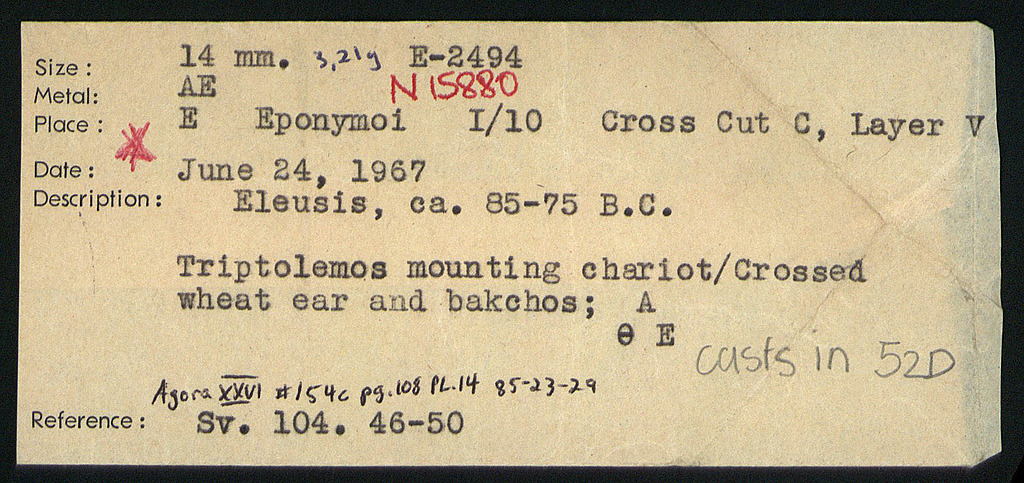 Size: 14 mm. 3,21g E-2494
Metal: AE N 15880
Place: E Eponymoi I/10 Cross Cut C, Layer V
Date: June 24, 1967
Description: Eleusis, ca. 85-75 B.C.
Triptolemos mounting chariot/Crossed
wheat ear and bakchos; A
Θ E
casts in 52D
Agora XXVI #154c pg.108 PL.14 85-23-29
Reference: Sv. 104. 46-50